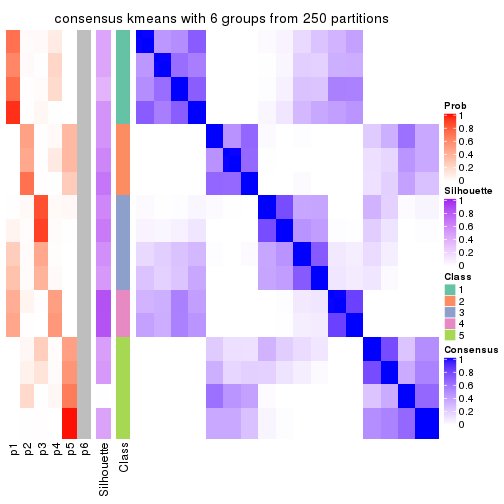 consensus kmeans with 6 groups from 250 partitions
Prob
1
0.8
0.6
0.4
0.2
0
Silhouette
1
0.8
0.6
0.4
0.2
0
Class
1
2
3
4
5
Consensus
1
0.8
0.6
0.4
0.2
0
p1
p2
p3
p4
p5
p6
Silhouette
Class